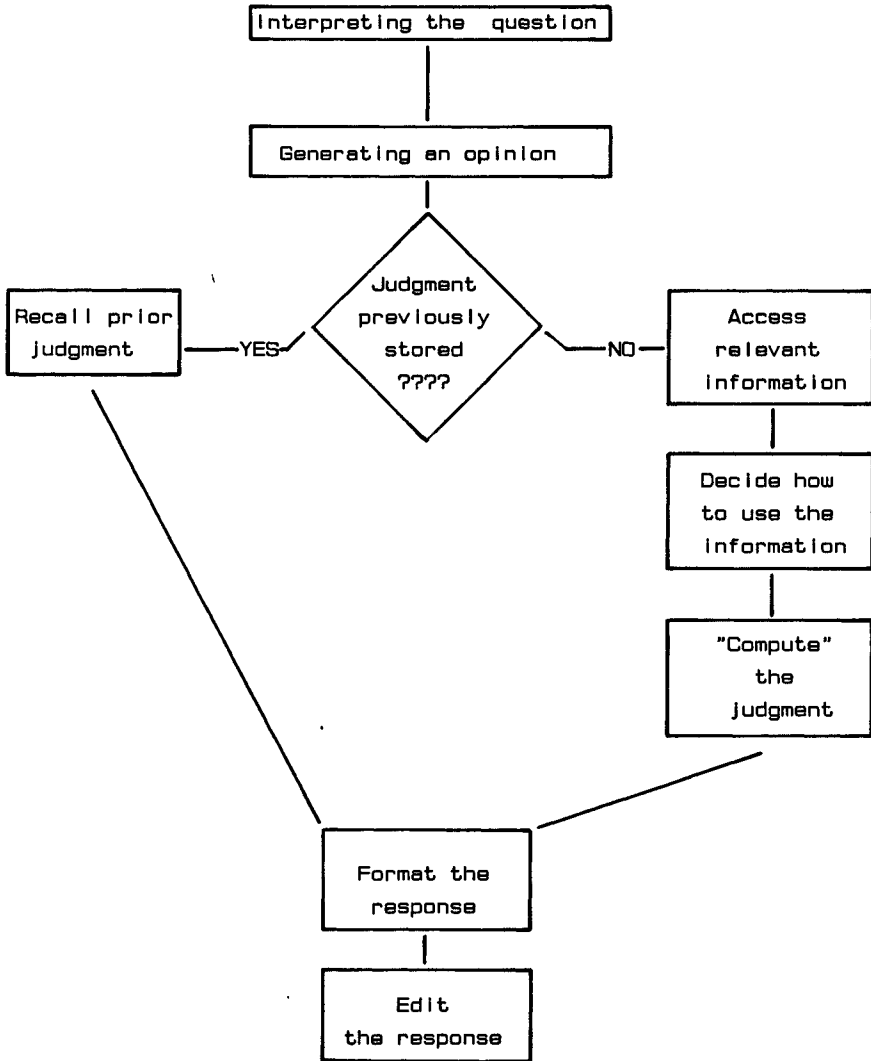 Interpreting the question
Generating an opinion
Judgment
previously
stored
????
Recall prior
judgment
YES
NO
Access
relevant
information
Decide how
to use the
information
"Compute"
the
judgment
Format the
response
Edit
the response